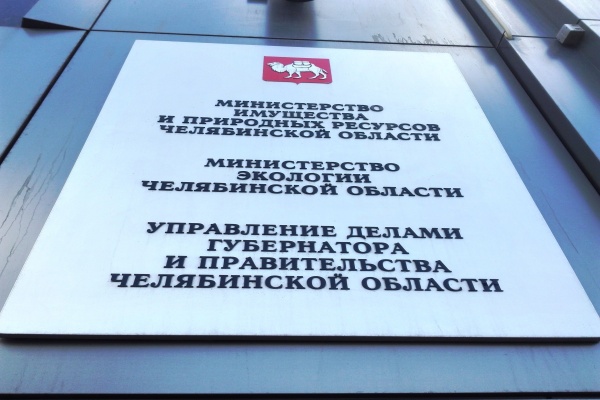 МИНИСТЕРСТВО
ИМУЩЕСТВА
И ПРИРОДНЫХ РЕСУРСОВ
ЧЕЛЯБИНСКОЙ ОБЛАСТИ
МИНИСТЕРСТВО
ЭКОЛОГИИ
ЧЕЛЯБИНСКОЙ ОБЛАСТИ
УПРАВЛЕНИЕ ДЕЛАМИ
ГУБЕРНАТОРА
И ПРАВИТЕЛЬСТВА
ЧЕЛЯБИНСКОЙ ОБЛАСТИ